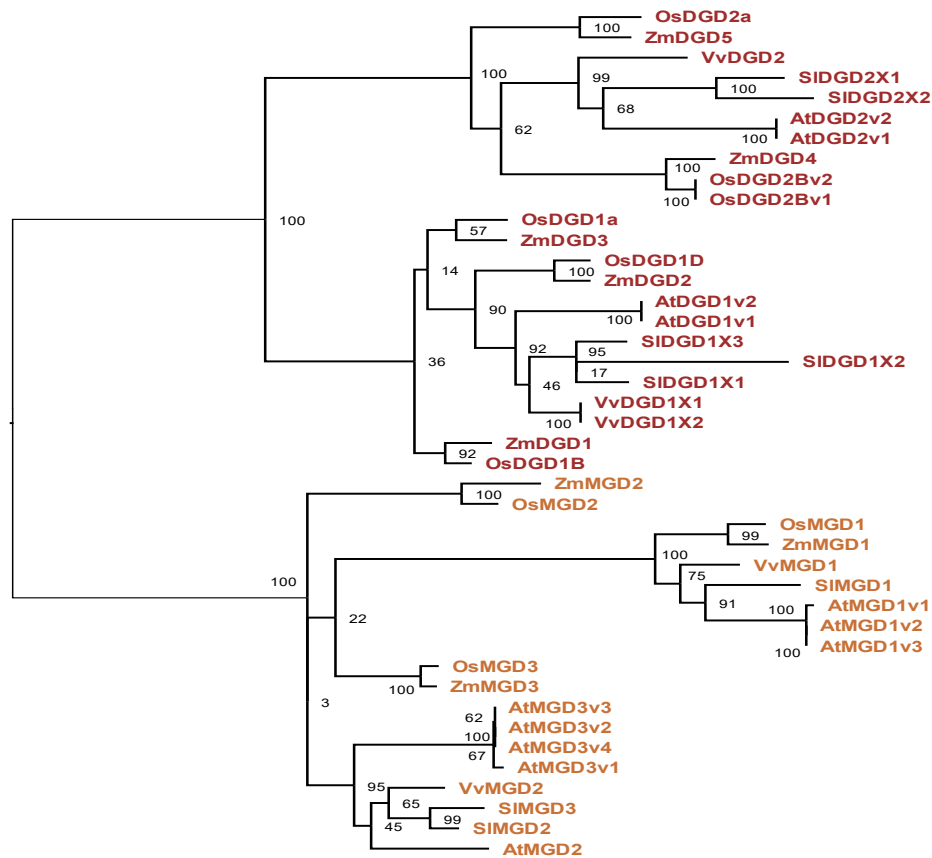 OsDGD2a
100
ZmDGD5
VvDGD2
100
99
SlDGD2X1
100
SlDGD2X2
68
AtDGD2v2
62
100
AtDGD2v1
ZmDGD4
100
OsDGD2Bv2
100
OsDGD2Bv1
100
OsDGD1a
57
ZmDGD3
OsDGD1D
14
100
ZmDGD2
AtDGD1v2
90
100
AtDGD1v1
SlDGD1X3
92
95
36
SlDGD1X2
17
46
SlDGD1X1
VvDGD1X1
100
VvDGD1X2
ZmDGD1
92
OsDGD1B
ZmMGD2
100
OsMGD2
OsMGD1
99
ZmMGD1
100
VvMGD1
75
100
SlMGD1
91
100
AtMGD1v1
22
AtMGD1v2
100
AtMGD1v3
OsMGD3
100
ZmMGD3
3
AtMGD3v3
62
AtMGD3v2
100
AtMGD3v4
67
AtMGD3v1
95
VvMGD2
65
SlMGD3
99
45
SlMGD2
AtMGD2